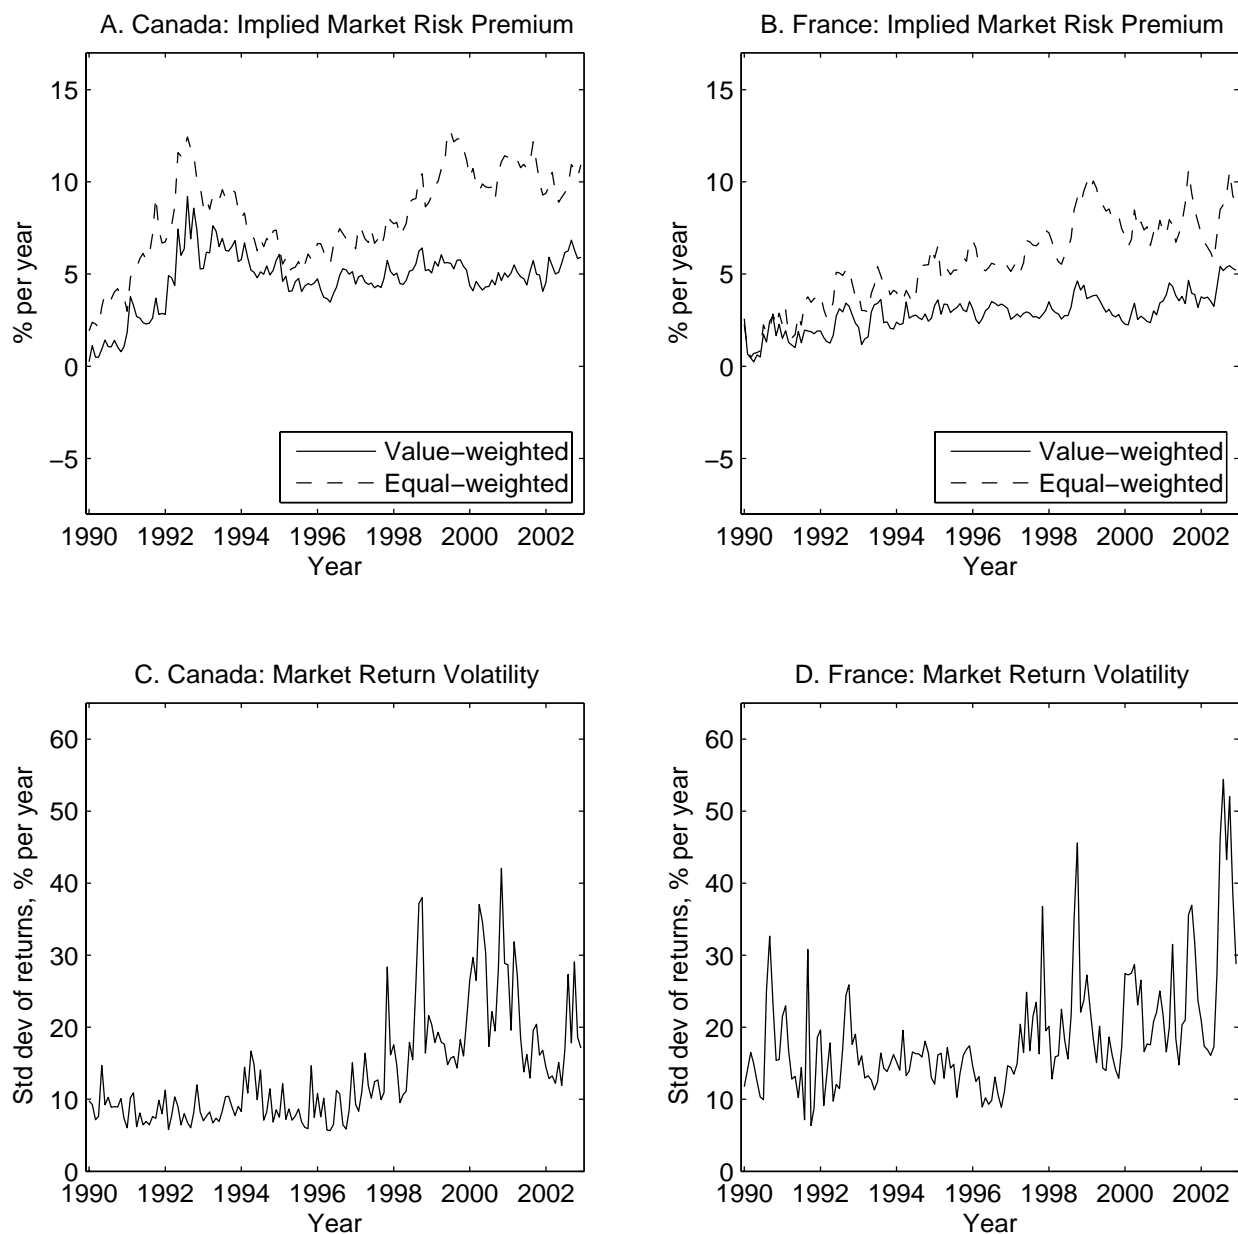 A. Canada: Implied Market Risk Premium
% per year
15
10
5
0
−5
Value−weighted
Equal−weighted
1990 1992 1994 1996 1998 2000 2002
Year
B. France: Implied Market Risk Premium
% per year
15
10
5
0
−5
Value−weighted
Equal−weighted
1990 1992 1994 1996 1998 2000 2002
Year
C. Canada: Market Return Volatility
Std dev of returns, % per year
60
50
40
30
20
10
0
1990 1992 1994 1996 1998 2000 2002
Year
D. France: Market Return Volatility
Std dev of returns, % per year
60
50
40
30
20
10
0
1990 1992 1994 1996 1998 2000 2002
Year